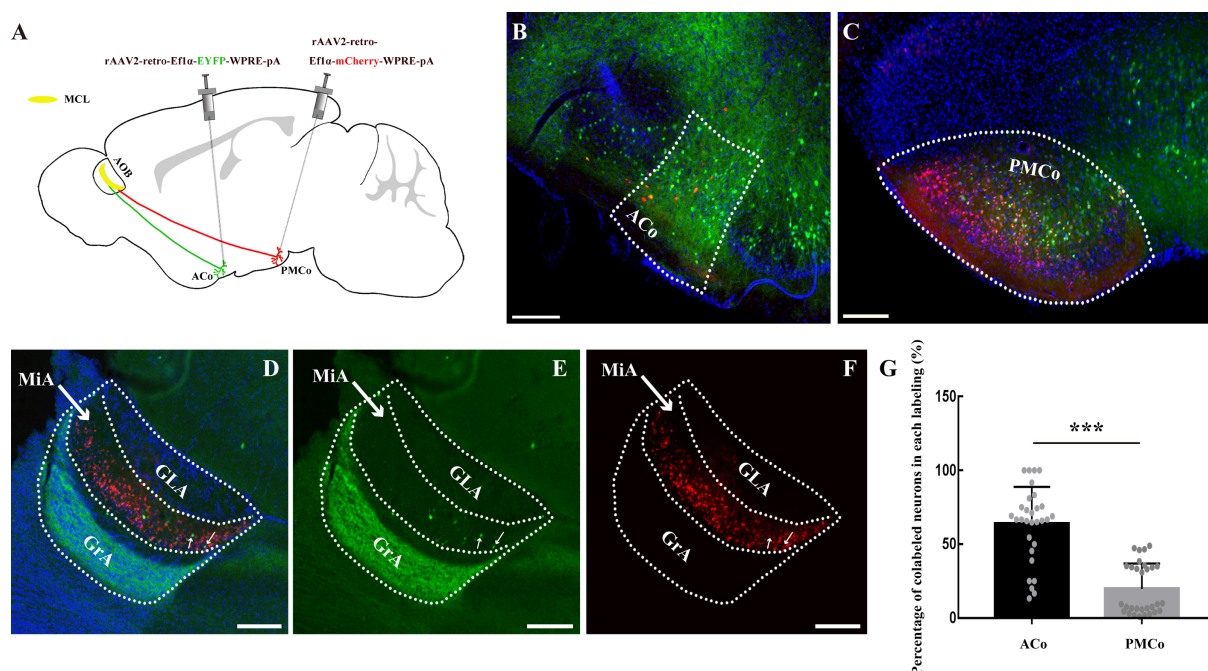 A
rAAV2-retro-Ef1α-EYFP-WPRE-pA
rAAV2-retro-
Ef1α-mCherry-WPRE-pA
MCL
AOB
ACo
PMCo
B
ACo
C
PMCo
D
MiA
GLA
GrA
E
MiA
GLA
GrA
F
MiA
GLA
GrA
G
Percentage of colabeled neurons in each labeling (%)
150
100
50
0
***
ACo
PMCo